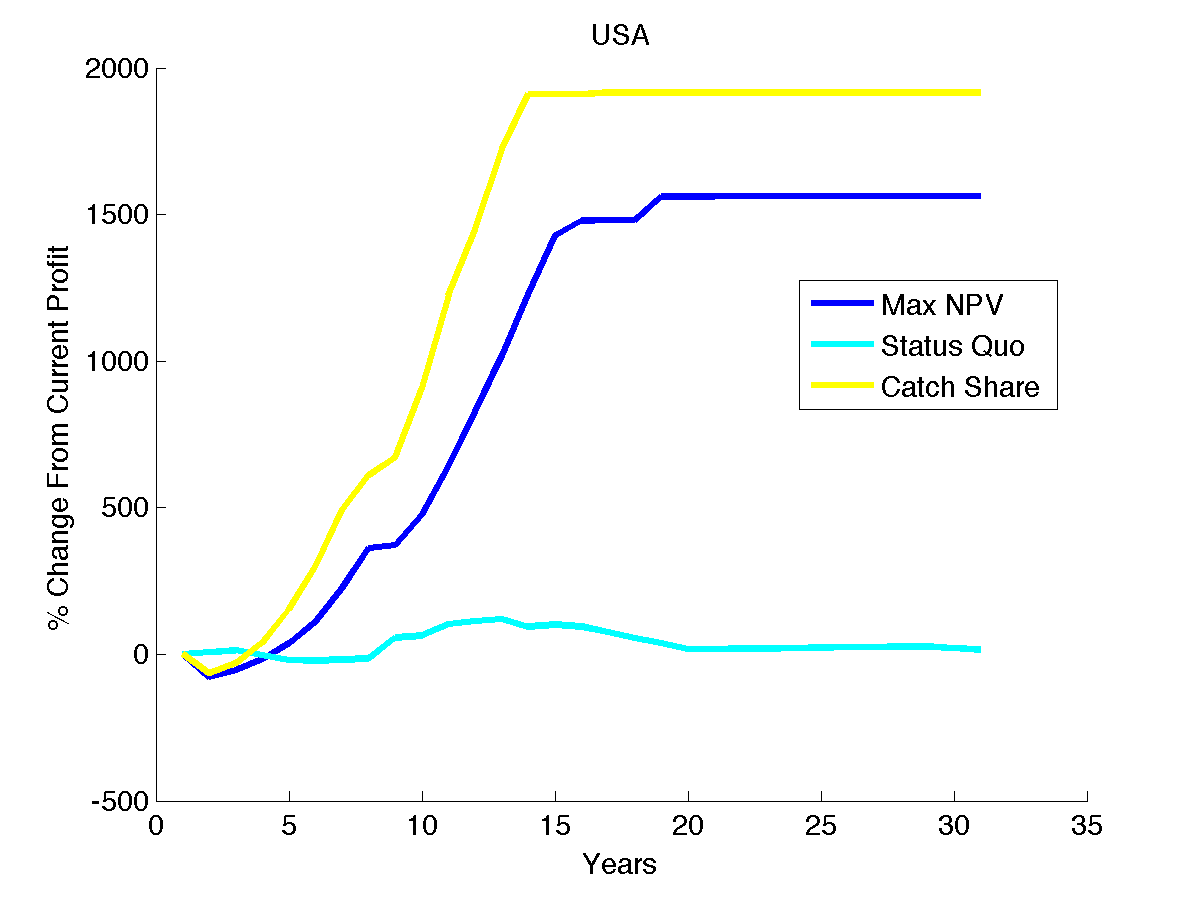 USA
2000
1500
1000
500
0
-500
% Change From Current Profit
Max NPV
Status Quo
Catch Share
0 5 10 15 20 25 30 35
Years